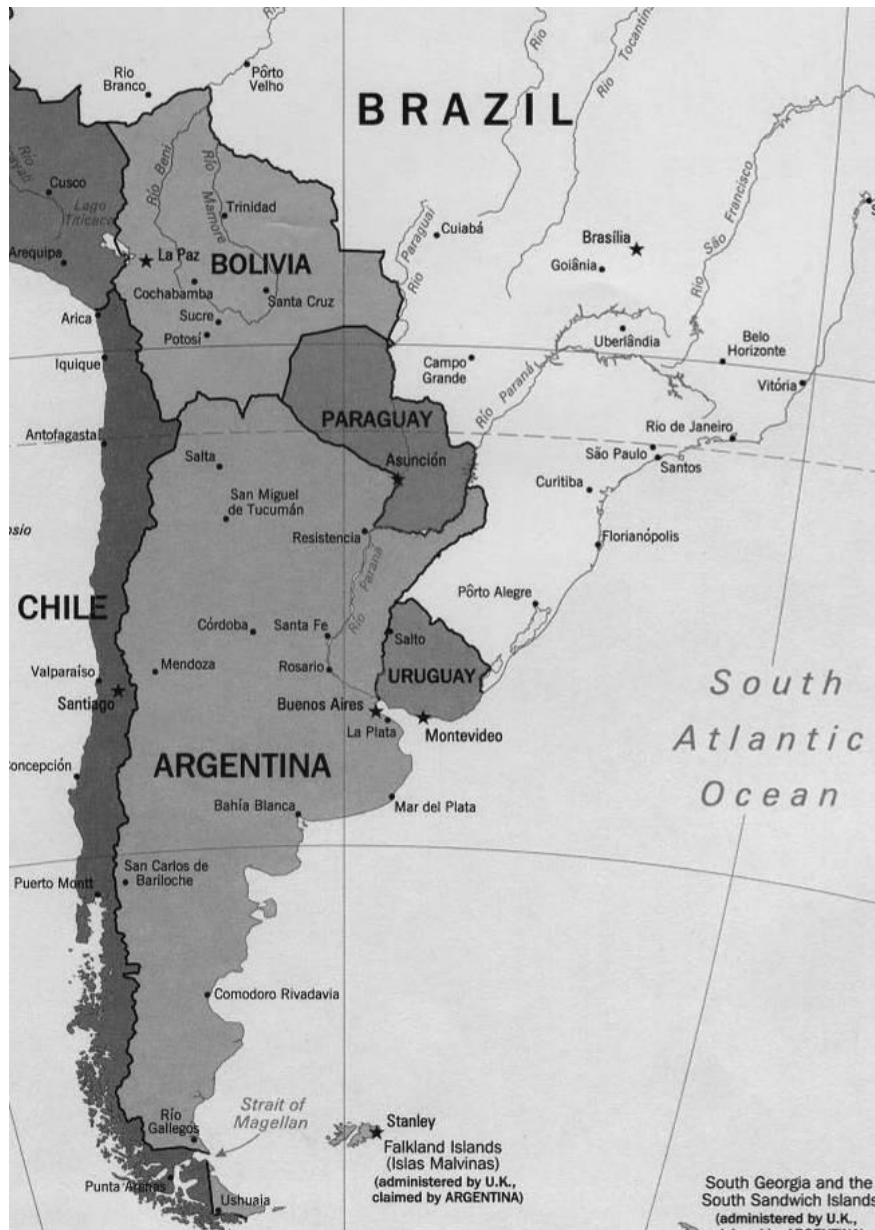 Rio
Branco
Pôrto
Velho
Rio
Rio Tocantins
BRAZIL
Río
Cusco
Lago
Titicaca
Río Beni
Río
Mamore
Trinidad
Arequipa
La Paz
BOLIVIA
Cochabamba
Santa Cruz
Sucre
Potosí
Rio Paraguai
Cuiabá
Brasília
Goiânia
Rio São Francisco
Arica
Iquique
Campo
Grande
Uberlândia
Belo
Horizonte
Vitória
Río Paraná
PARAGUAY
Rio de Janeiro
Antofagasta
Salta
Asunción
São Paulo
Santos
Curitiba
San Miguel
de Tucumán
Resistencia
Florianópolis
Río Paraná
Pôrto Alegre
CHILE
Córdoba
Santa Fe
Salto
Valparaíso
Mendoza
Rosario
URUGUAY
Santiago
Buenos Aires
La Plata
Montevideo
South
Atlantic
Ocean
Concepción
ARGENTINA
Bahía Blanca
Mar del Plata
San Carlos de
Bariloche
Puerto Montt
Comodoro Rivadavia
Strait of
Magellan
Río
Gallegos
Stanley
Falkland Islands
(Islas Malvinas)
(administered by U.K.,
claimed by ARGENTINA)
Punta Arenas
Ushuaia
South Georgia and the
South Sandwich Islands
(administered by U.K.,